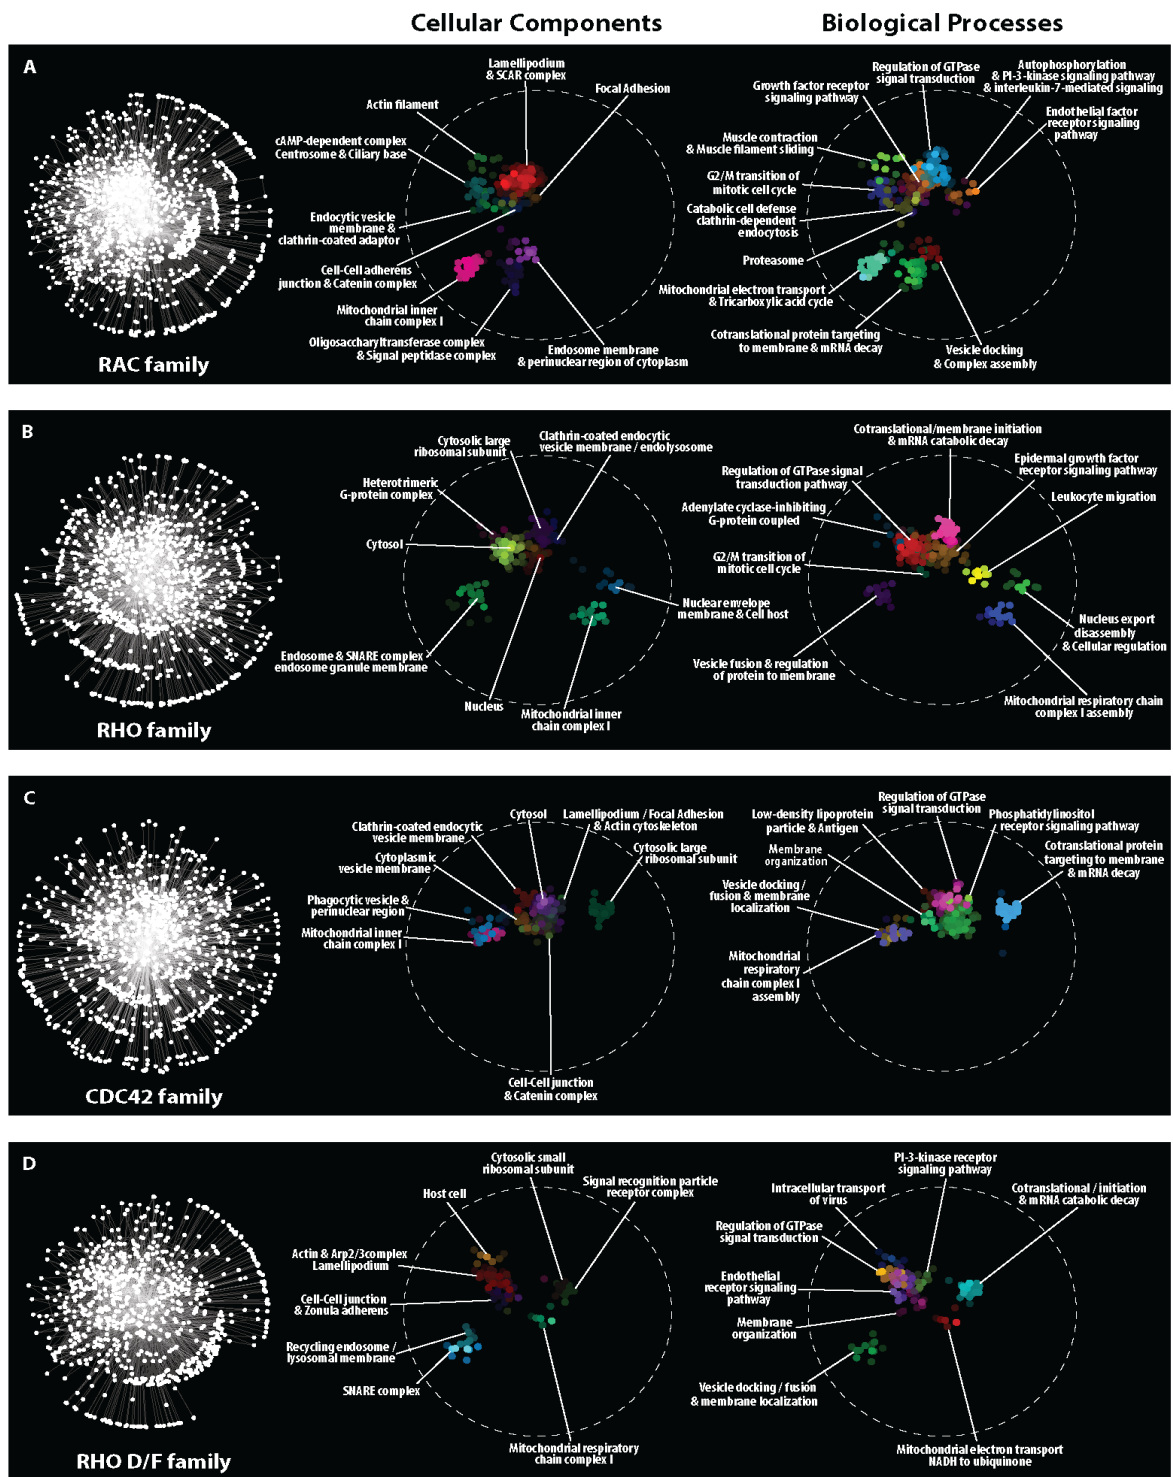 Cellular Components
Biological Processes
A
Lamellipodium
& SCAR complex
Focal Adhesion
Actin filament
cAMP-dependent complex
Centrosome & Ciliary base
Endocytic vesicle
membrane &
clathrin-coated adaptor
Cell-Cell adherens
junction & Catenin complex
Mitochondrial inner
chain complex I
Oligosaccharyltransferase complex
& Signal peptidase complex
Endosome membrane
& perinuclear region of cytoplasm
Regulation of GTPase
signal transduction
Autophosphorylation
& PI-3-kinase signaling pathway
& interleukin-7-mediated signaling
Growth factor receptor
signaling pathway
Endothelial factor
receptor signaling
pathway
Muscle contraction
& Muscle filament sliding
G2/M transition of
mitotic cell cycle
Catabolic cell defense
clathrin-dependent
endocytosis
Proteasome
Mitochondrial electron transport
& Tricarboxylic acid cycle
Cotranslational protein targeting
to membrane & mRNA decay
Vesicle docking
& Complex assembly
RAC family
B
Cytosolic large
ribosomal subunit
Clathrin-coated endocytic
vesicle membrane / endolysosome
Heterotrimeric
G-protein complex
Cytosol
Nuclear envelope
membrane & Cell host
Endosome & SNARE complex
endosome granule membrane
Nucleus
Mitochondrial inner
chain complex I
Cotranslational/membrane initiation
& mRNA catabolic decay
Regulation of GTPase signal
transduction pathway
Epidermal growth factor
receptor signaling pathway
Leukocyte migration
Adenylate cyclase-inhibiting
G-protein coupled
G2/M transition of
mitotic cell cycle
Nucleus export
disassembly
& Cellular regulation
Vesicle fusion & regulation
of protein to membrane
Mitochondrial respiratory chain
complex I assembly
RHO family
C
Clathrin-coated endocytic
vesicle membrane
Cytosol
Lamellipodium / Focal Adhesion
& Actin cytoskeleton
Cytosolic large
ribosomal subunit
Cytoplasmic
vesicle membrane
Phagocytic vesicle &
perinuclear region
Mitochondrial inner
chain complex I
Cell-Cell junction
& Catenin complex
Regulation of GTPase
signal transduction
Low-density lipoprotein
particle & Antigen
Phosphatidylinositol
receptor signaling pathway
Membrane
organization
Cotranslational protein
targeting to membrane
& mRNA decay
Vesicle docking /
fusion & membrane
localization
Mitochondrial
respiratory
chain complex I
assembly
CDC42 family
D
Cytosolic small
ribosomal subunit
Signal recognition particle
receptor complex
Host cell
Actin & Arp2/3complex
Lamellipodium
Cell-Cell junction
& Zonula adherens
Recycling endosome /
lysosomal membrane
SNARE complex
Mitochondrial respiratory
chain complex I
PI-3-kinase receptor
signaling pathway
Intracellular transport
of virus
Cotranslational / initiation
& mRNA catabolic decay
Regulation of GTPase
signal transduction
Endothelial
receptor signaling
pathway
Membrane
organization
Vesicle docking / fusion
& membrane localization
Mitochondrial electron transport
NADH to ubiquinone
RHO D/F family